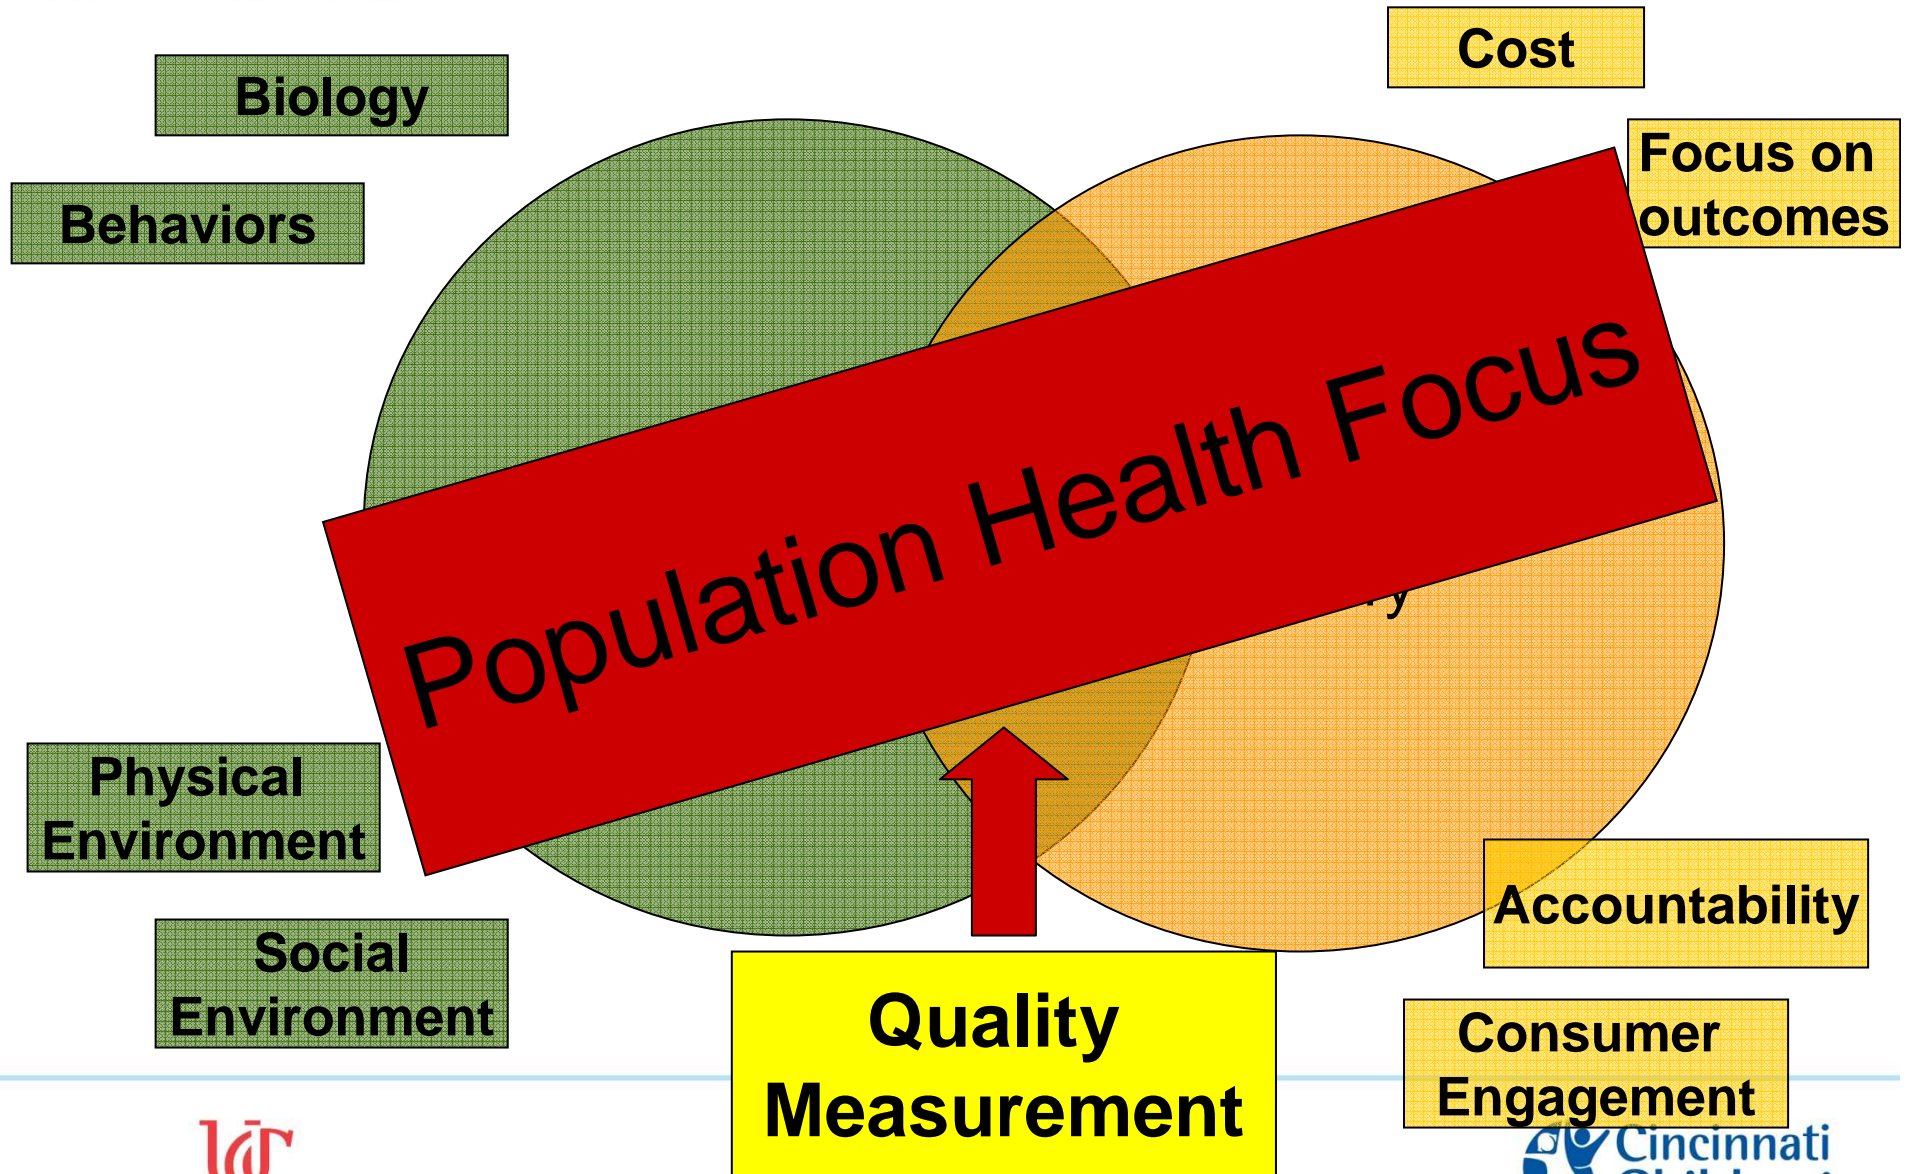 Cost
Biology
Focus on
outcomes
Behaviors
Population Health Focus
Physical
Environment
Accountability
Social
Environment
Quality
Measurement
Consumer
Engagement
Cincinnati